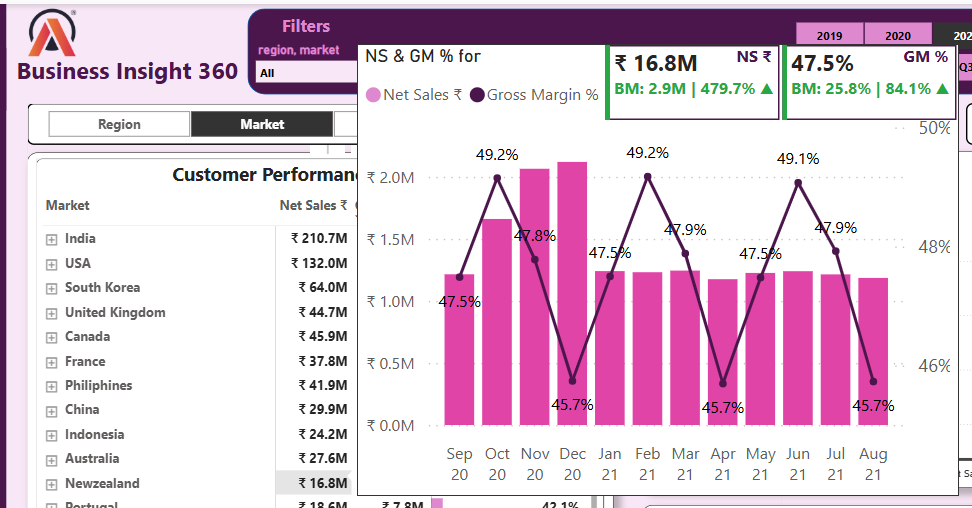 Filters
2019 2020
region, market
All
Business Insight 360
Region Market
NS & GM % for
₹ 16.8M NS ₹
BM: 2.9M | 479.7% ▲
47.5% GM %
BM: 25.8% | 84.1% ▲
Q3
Net Sales ₹ Gross Margin %
Customer Performan
Market Net Sales ₹
India ₹ 210.7M
USA ₹ 132.0M
South Korea ₹ 64.0M
United Kingdom ₹ 44.7M
Canada ₹ 45.9M
France ₹ 37.8M
Philiphines ₹ 41.9M
China ₹ 29.9M
Indonesia ₹ 24.2M
Australia ₹ 27.6M
Newzealand ₹ 16.8M
Portugal ₹ 18.6M ₹ 7.8M 42.1%
50%
48%
46%
₹ 2.0M
₹ 1.5M
₹ 1.0M
₹ 0.5M
₹ 0.0M
47.5% 49.2% 47.8% 45.7% 47.5% 49.2% 47.9% 45.7% 47.5% 49.1% 47.9% 45.7%
Sep Oct Nov Dec Jan Feb Mar Apr May Jun Jul Aug
20 20 20 20 21 21 21 21 21 21 21 21